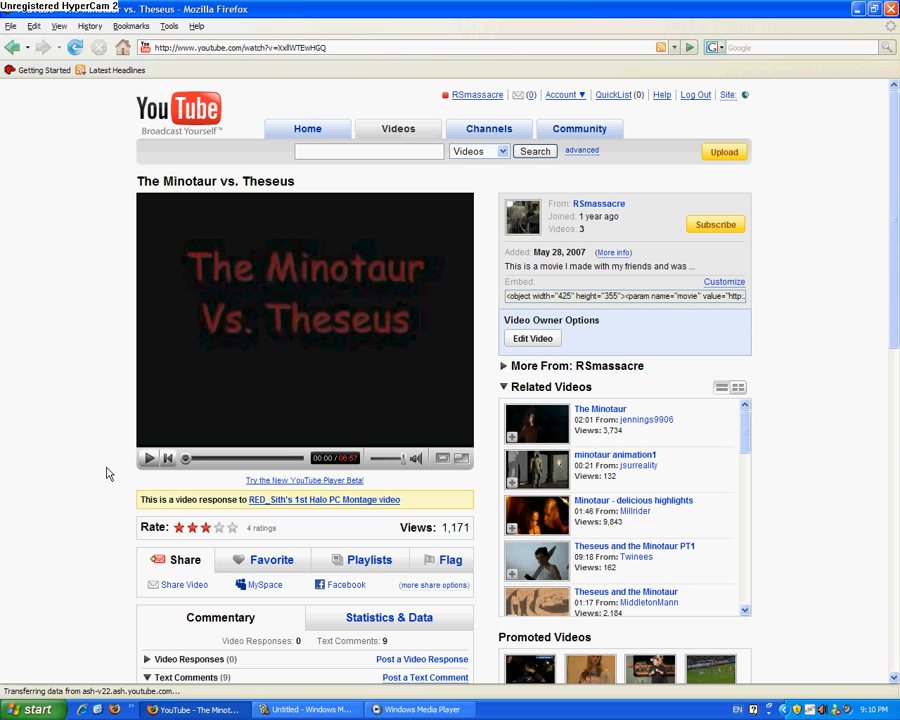 Unregistered HyperCam 2
vs. Theseus - Mozilla Firefox
File Edit View History Bookmarks Tools Help
http://www.youtube.com/watch?v=XxllWTEwHGQ
Google
Getting Started Latest Headlines
RSmassacre (0) Account ▼ QuickList (0) Help Log Out Site:
YouTube
Broadcast Yourself™
Home Videos Channels Community
Videos Search advanced Upload
The Minotaur vs. Theseus
The Minotaur
Vs. Theseus
00:00 / 06:57
Try the New YouTube Player Beta!
This is a video response to RED_Sith's 1st Halo PC Montage video
Rate: 4 ratings Views: 1,171
Share Favorite Playlists Flag
Share Video MySpace Facebook (more share options)
Commentary Statistics & Data
Video Responses: 0 Text Comments: 9
Video Responses (0) Post a Video Response
Text Comments (9) Post a Text Comment
From: RSmassacre
Joined: 1 year ago
Videos: 3
Subscribe
Added: May 28, 2007 (More info)
This is a movie I made with my friends and was ...
Embed: Customize
<object width="425" height="355"><param name="movie" value="http:
Video Owner Options
Edit Video
More From: RSmassacre
Related Videos
The Minotaur
02:01 From: jennings9906
Views: 3,734
minotaur animation1
00:21 From: jsurreality
Views: 132
Minotaur - delicious highlights
01:46 From: Millrider
Views: 9,843
Theseus and the Minotaur PT1
09:18 From: Twinees
Views: 162
Theseus and the Minotaur
01:17 From: MiddletonMann
Views: 2,184
Promoted Videos
Transferring data from ash-v22.ash.youtube.com...
start YouTube - The Minot... Untitled - Windows M... Windows Media Player EN 9:10 PM